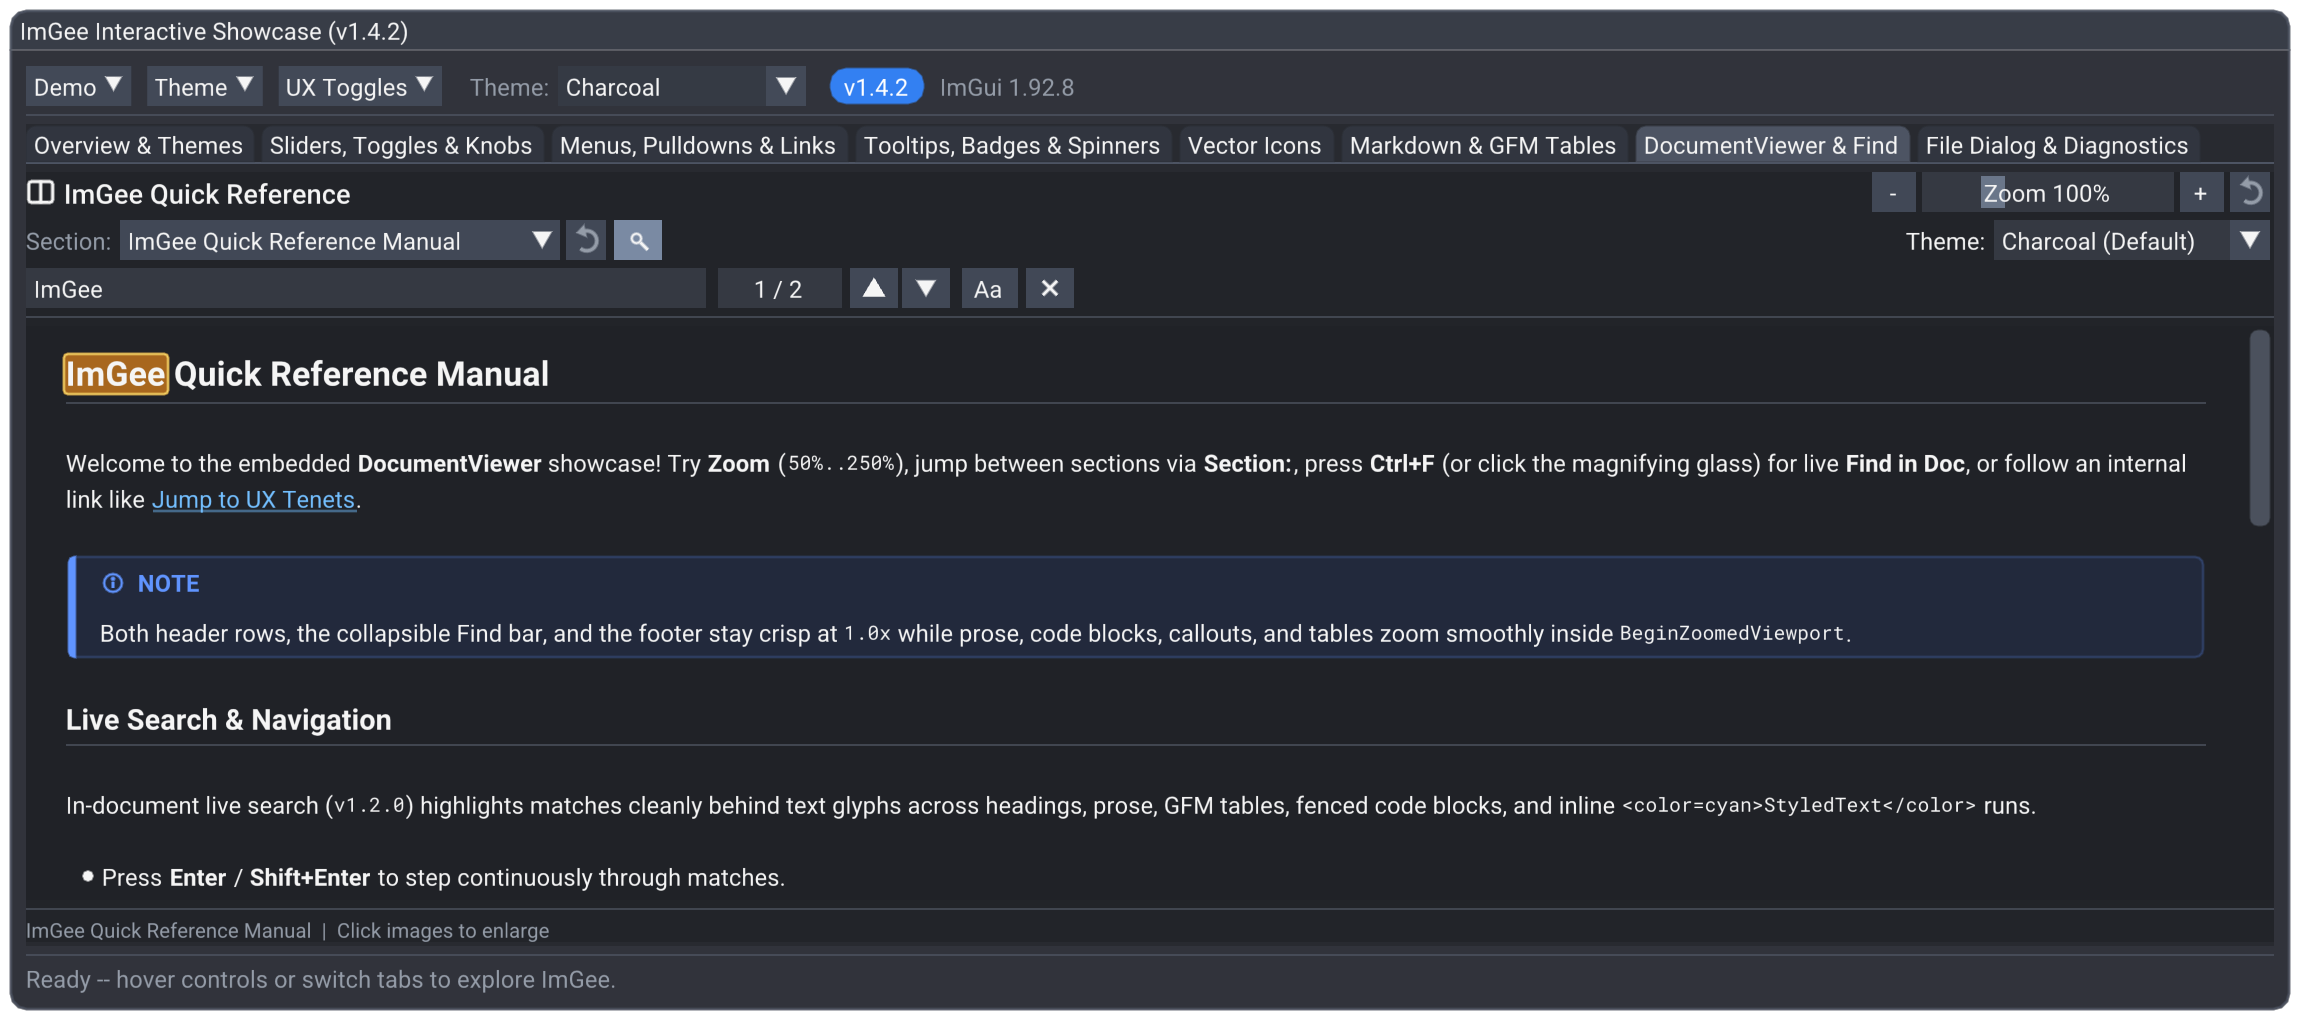 ImGee Interactive Showcase (v1.4.2)
Demo Theme UX Toggles Theme: Charcoal v1.4.2 ImGui 1.92.8
Overview & Themes Sliders, Toggles & Knobs Menus, Pulldowns & Links Tooltips, Badges & Spinners Vector Icons Markdown & GFM Tables DocumentViewer & Find File Dialog & Diagnostics
ImGee Quick Reference - Zoom 100% +
Section: ImGee Quick Reference Manual Theme: Charcoal (Default)
ImGee 1 / 2 Aa
ImGee Quick Reference Manual
Welcome to the embedded DocumentViewer showcase! Try Zoom (50%..250%), jump between sections via Section:, press Ctrl+F (or click the magnifying glass) for live Find in Doc, or follow an internal
link like Jump to UX Tenets.
NOTE
Both header rows, the collapsible Find bar, and the footer stay crisp at 1.0x while prose, code blocks, callouts, and tables zoom smoothly inside BeginZoomedViewport.
Live Search & Navigation
In-document live search (v1.2.0) highlights matches cleanly behind text glyphs across headings, prose, GFM tables, fenced code blocks, and inline <color=cyan>StyledText</color> runs.
Press Enter / Shift+Enter to step continuously through matches.
ImGee Quick Reference Manual | Click images to enlarge
Ready -- hover controls or switch tabs to explore ImGee.